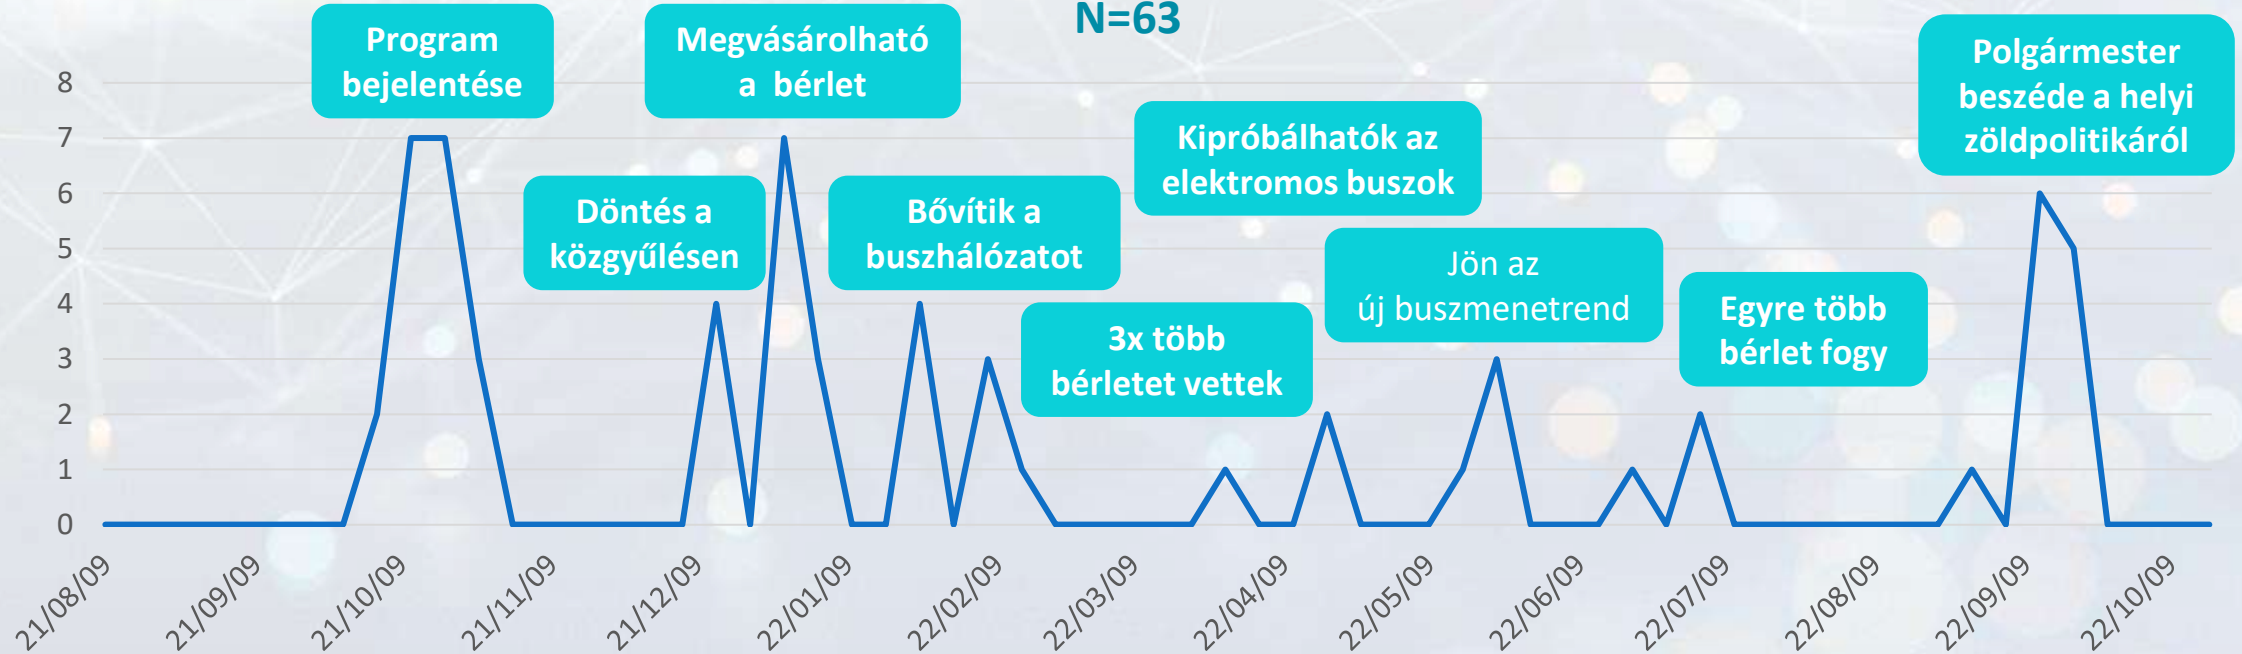 N=63
Program
bejelentése
Megvásárolható
a bérlet
Polgármester
beszéde a helyi
zöldpolitikáról
Kipróbálhatók az
elektromos buszok
Döntés a
közgyűlésen
Bővítik a
buszhálózatot
Jön az
új buszmenetrend
Egyre több
bérlet fogy
3x több
bérletet vettek
8
7
6
5
4
3
2
1
0
21/08/09
21/09/09
21/10/09
21/11/09
21/12/09
22/01/09
22/02/09
22/03/09
22/04/09
22/05/09
22/06/09
22/07/09
22/08/09
22/09/09
22/10/09